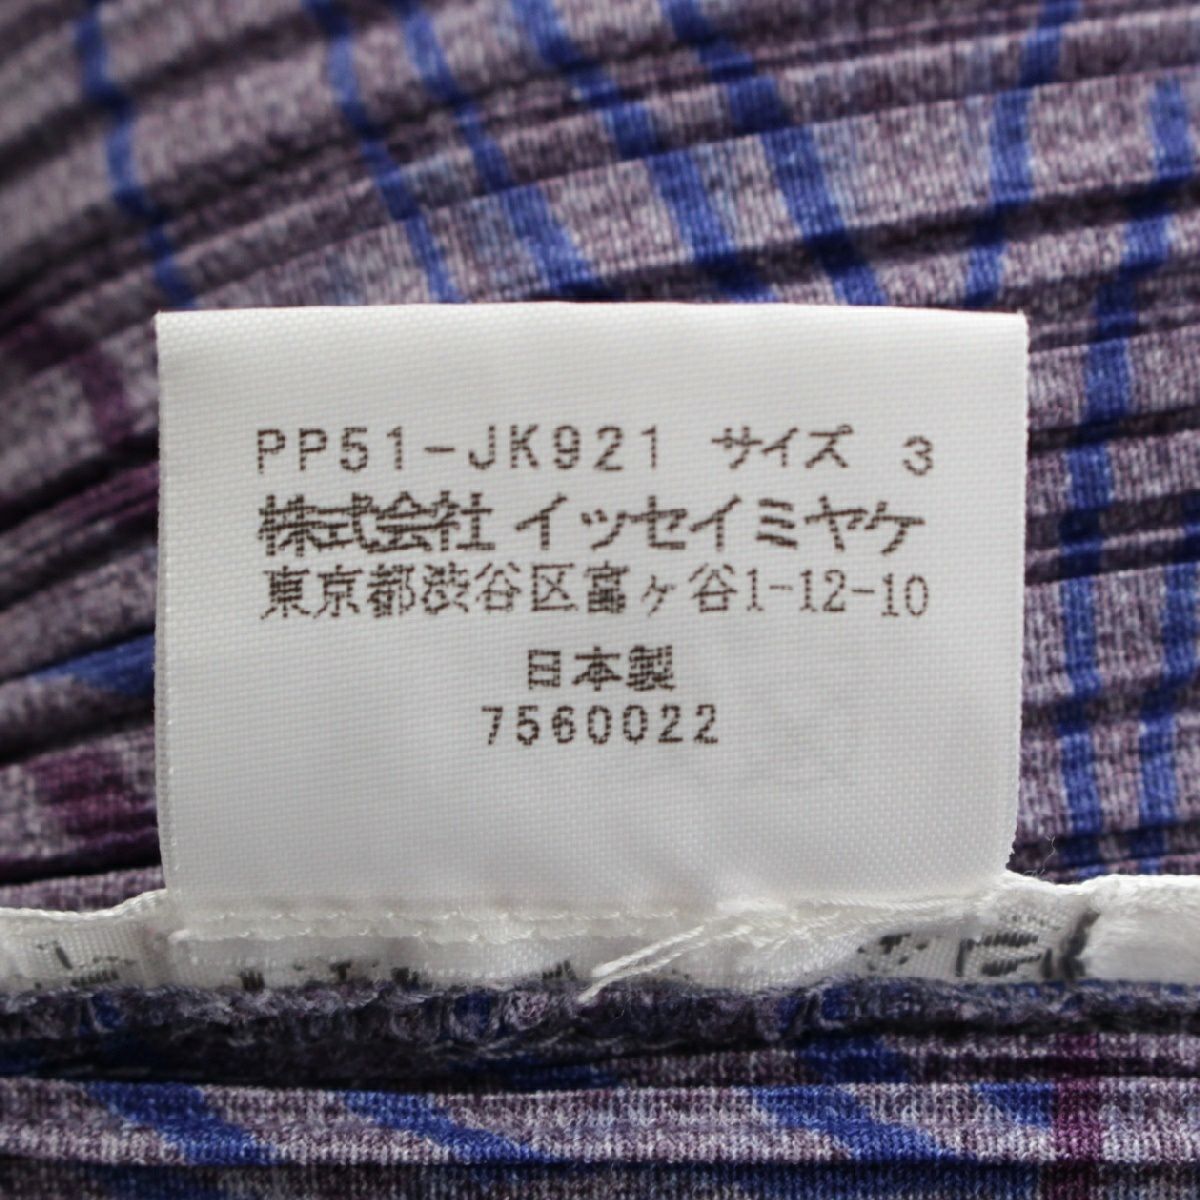 PP51-JK921 サイズ 3
株式会社イッセイミヤケ
東京都渋谷区富ヶ谷1-12-10
日本製
7560022